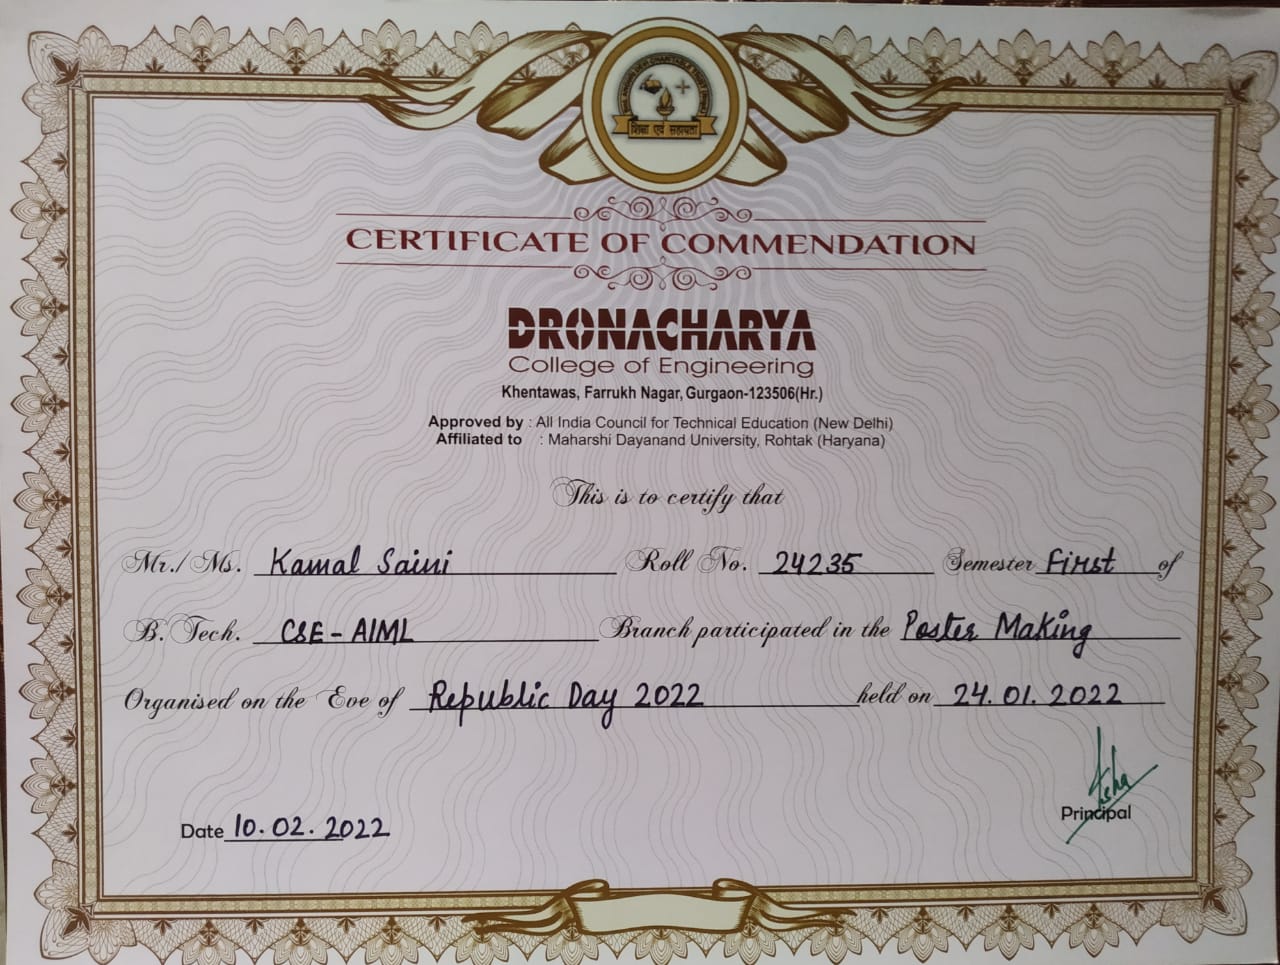 शिक्षा एवं सहायता
CERTIFICATE OF COMMENDATION
DRONACHARYA
College of Engineering
Khentawas, Farrukh Nagar, Gurgaon-123506(Hr.)
Approved by : All India Council for Technical Education (New Delhi)
Affiliated to : Maharshi Dayanand University, Rohtak (Haryana)
This is to certify that
Mr./Ms. Kamal Saini Roll No. 24235 Semester First of
B. Tech. CSE-AIML Branch participated in the Poster Making
Organised on the Eve of Republic Day 2022 held on 24.01.2022
Date 10.02.2022
Principal